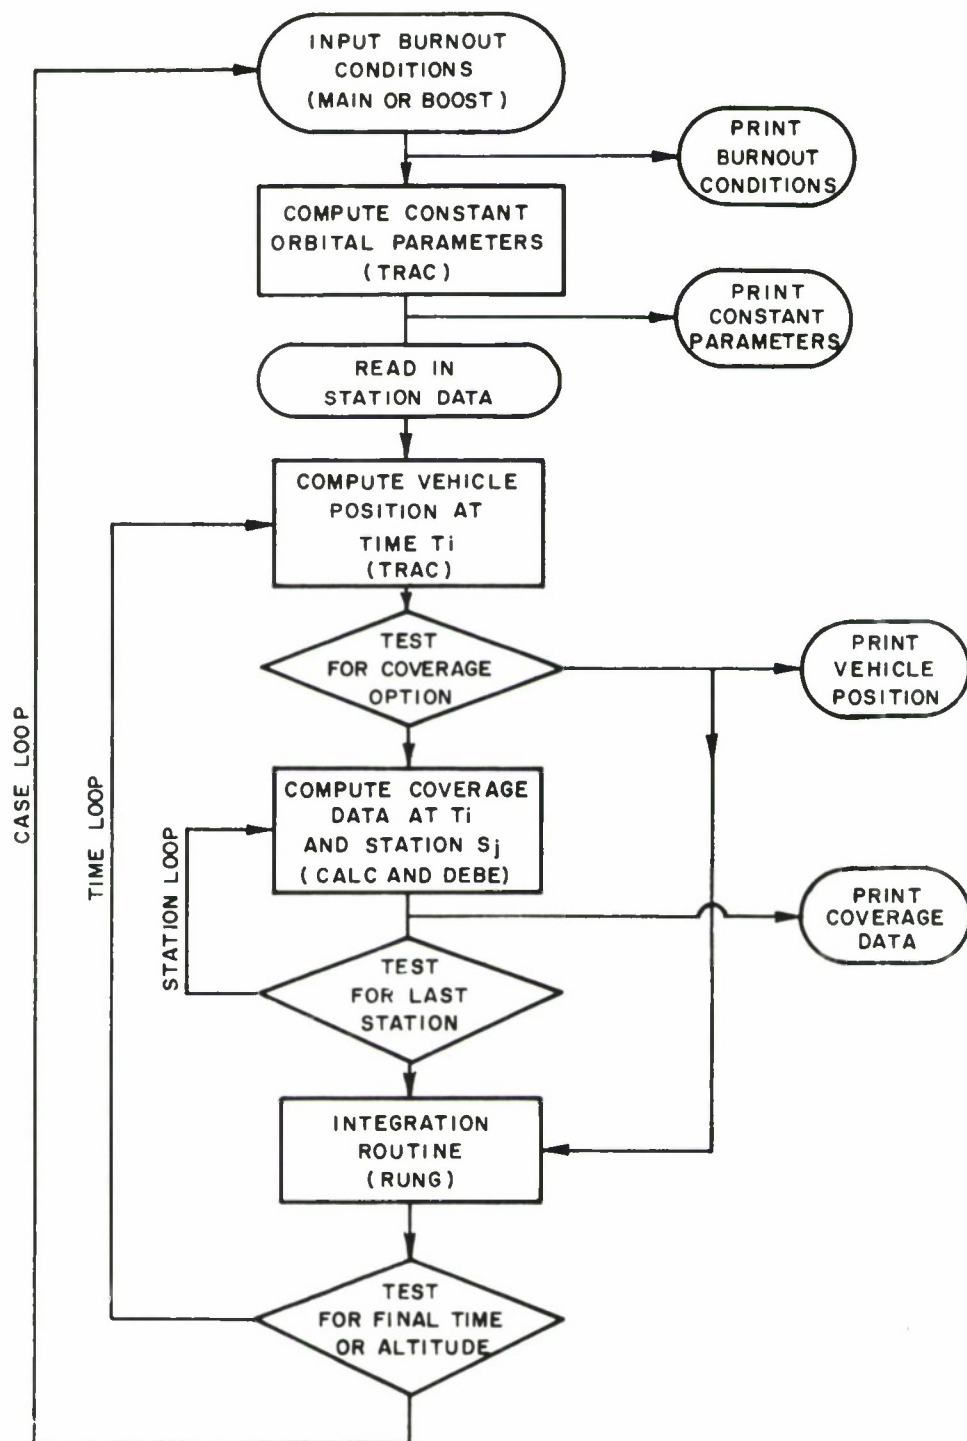 INPUT BURNOUT
CONDITIONS
(MAIN OR BOOST)
PRINT
BURNOUT
CONDITIONS
COMPUTE CONSTANT
ORBITAL PARAMETERS
(TRAC)
PRINT
CONSTANT
PARAMETERS
READ IN
STATION DATA
COMPUTE VEHICLE
POSITION AT
TIME Ti
(TRAC)
TEST
FOR COVERAGE
OPTION
PRINT
VEHICLE
POSITION
CASE LOOP
TIME LOOP
STATION LOOP
COMPUTE COVERAGE
DATA AT Ti
AND STATION Sj
(CALC AND DEBE)
PRINT
COVERAGE
DATA
TEST
FOR LAST
STATION
INTEGRATION
ROUTINE
(RUNG)
TEST
FOR FINAL TIME
OR ALTITUDE